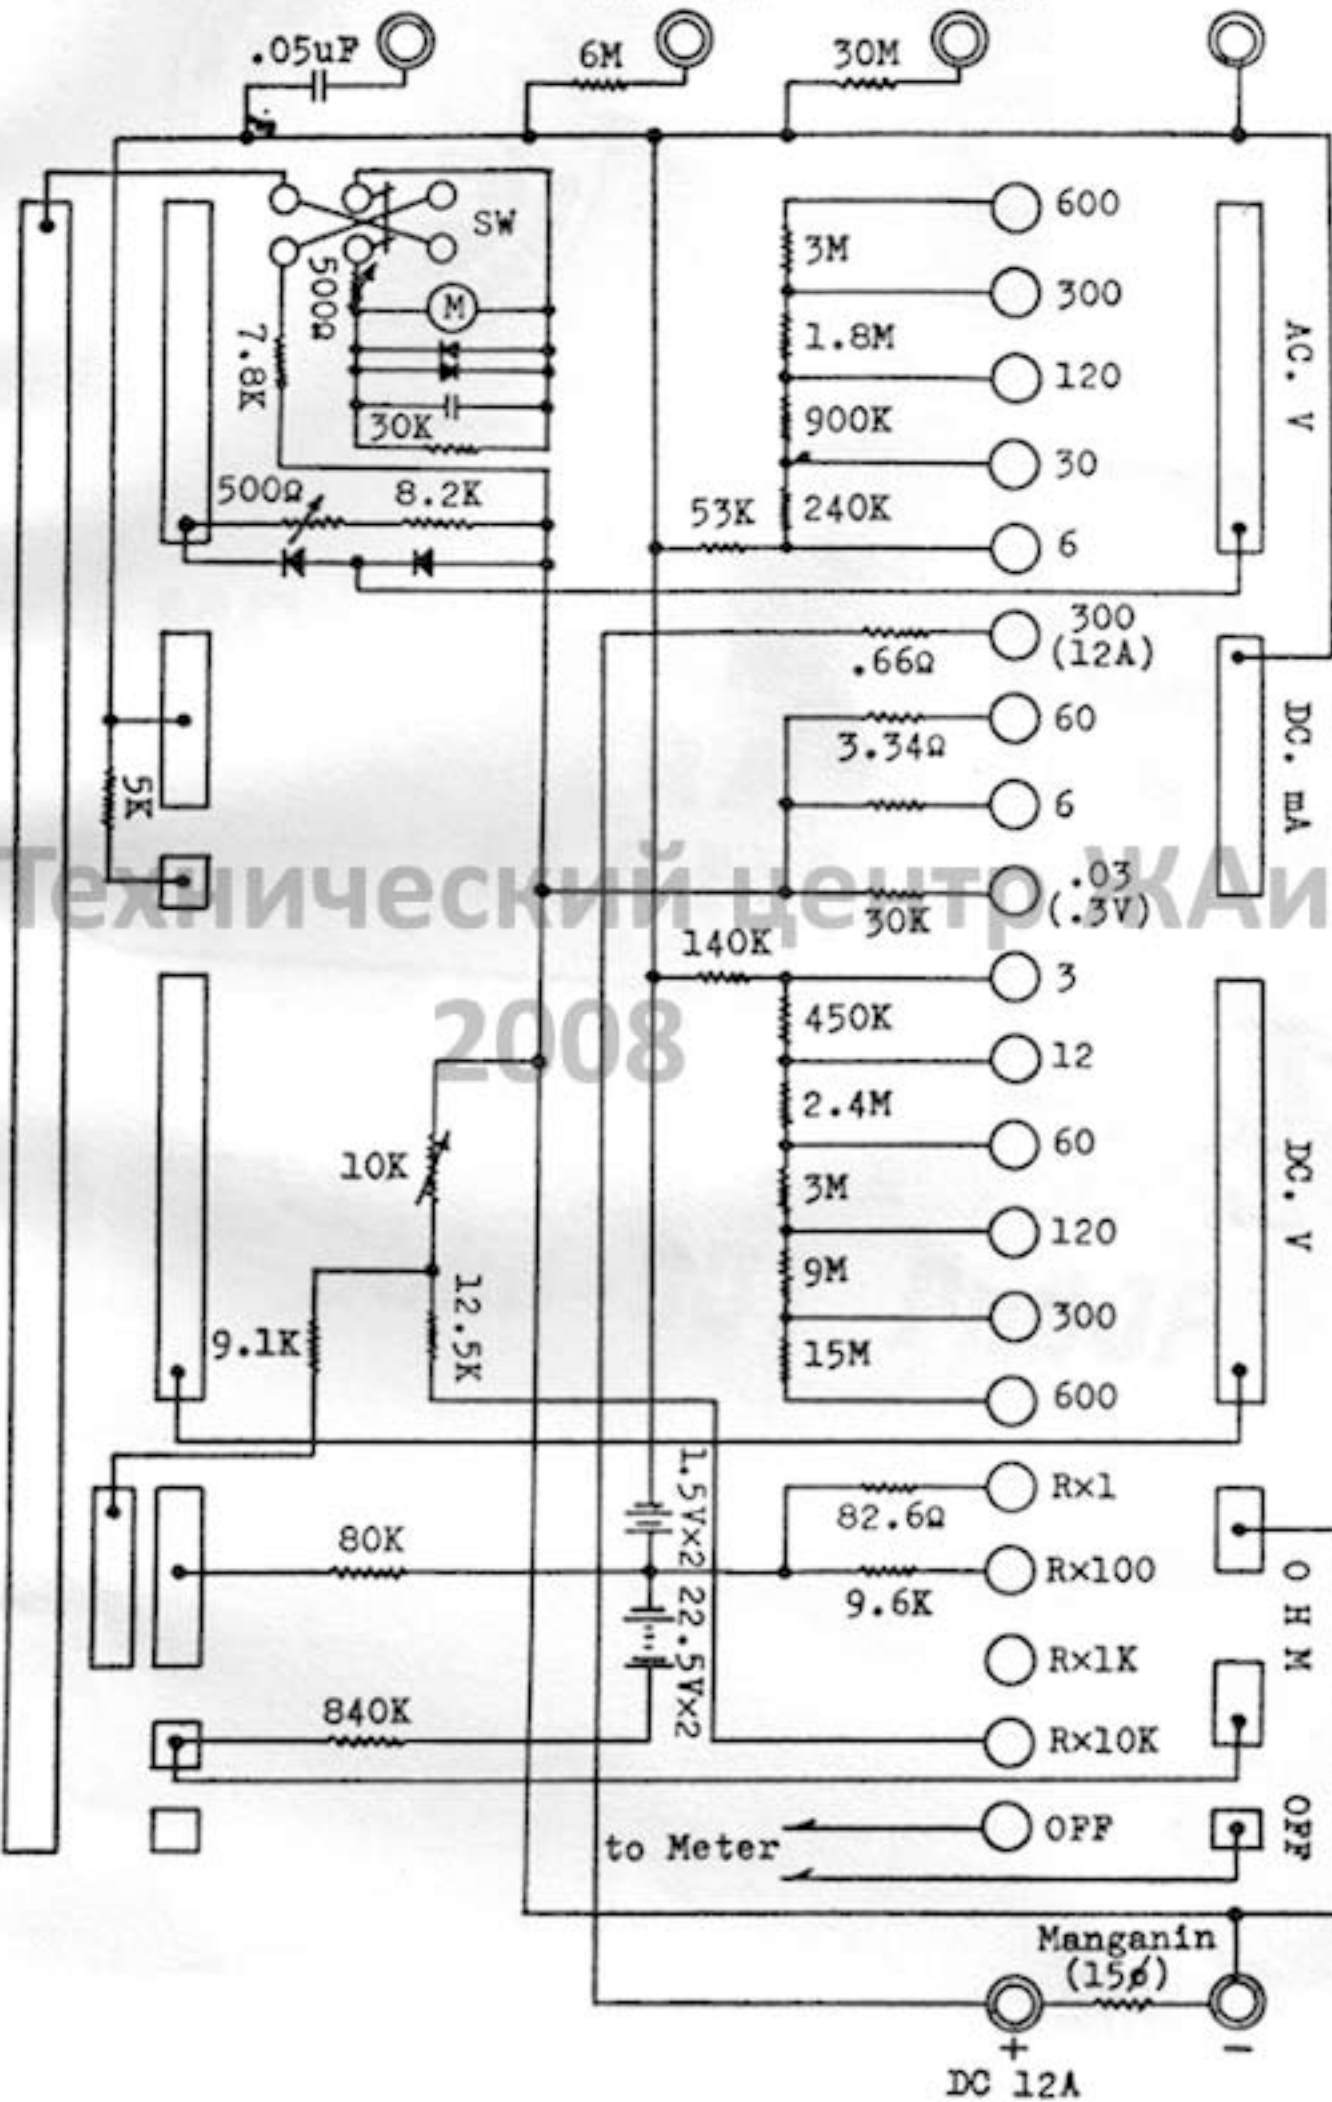 .05uF
6M
30M
SW
500Ω
M
7.8K
30K
500Ω
8.2K
53K
3M
1.8M
900K
240K
600
300
120
30
6
AC. V
300
(12A)
.66Ω
60
3.34Ω
6
.03
(.3V)
30K
DC. mA
5K
Технический центр ЖАи
2008
140K
450K
2.4M
3M
9M
15M
3
12
60
120
300
600
DC. V
10K
12.5K
9.1K
1.5V×2
22.5V×2
80K
840K
82.6Ω
9.6K
R×1
R×100
R×1K
R×10K
OHM
OFF
OFF
to Meter
Manganin
(15ø)
+
-
DC 12A